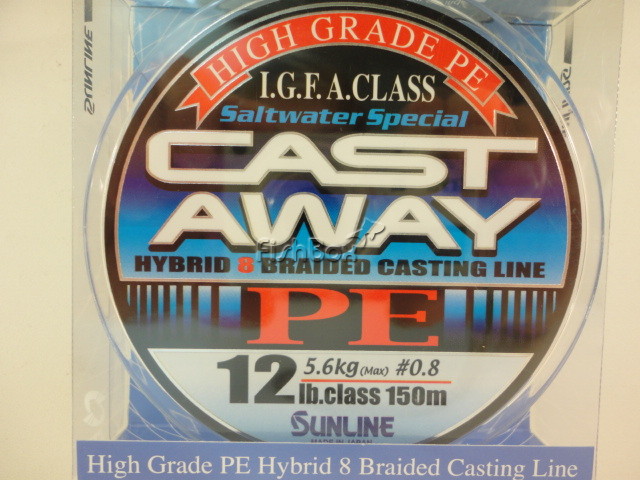 HIGH GRADE PE
I.G.F.A.CLASS
Saltwater Special
CAST
AWAY
FishBon
HYBRID 8 BRAIDED CASTING LINE
PE
12 5.6kg (Max) #0.8
lb.class 150m
SUNLINE
MADE IN JAPAN
High Grade PE Hybrid 8 Braided Casting Line
SUNLINE